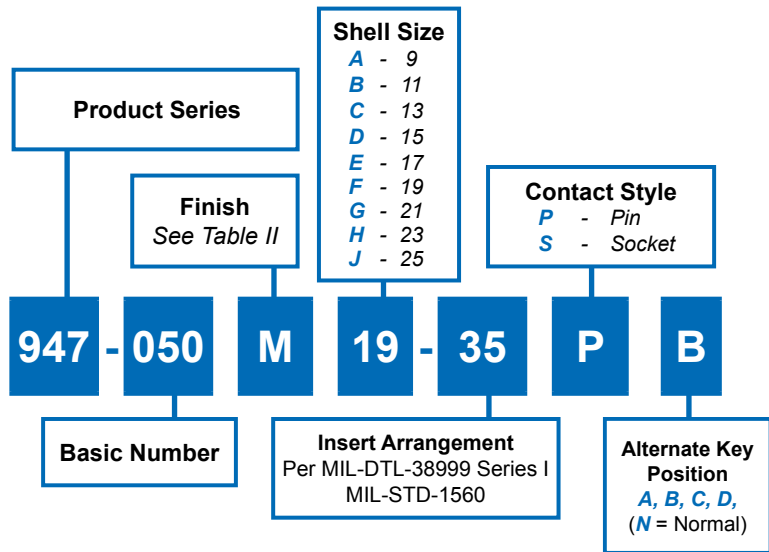 Shell Size
A - 9
B - 11
C - 13
D - 15
E - 17
F - 19
G - 21
H - 23
J - 25
Product Series
Finish
See Table II
Contact Style
P - Pin
S - Socket
947 - 050 M 19 - 35 P B
Basic Number
Insert Arrangement
Per MIL-DTL-38999 Series I
MIL-STD-1560
Alternate Key
Position
A, B, C, D,
(N = Normal)